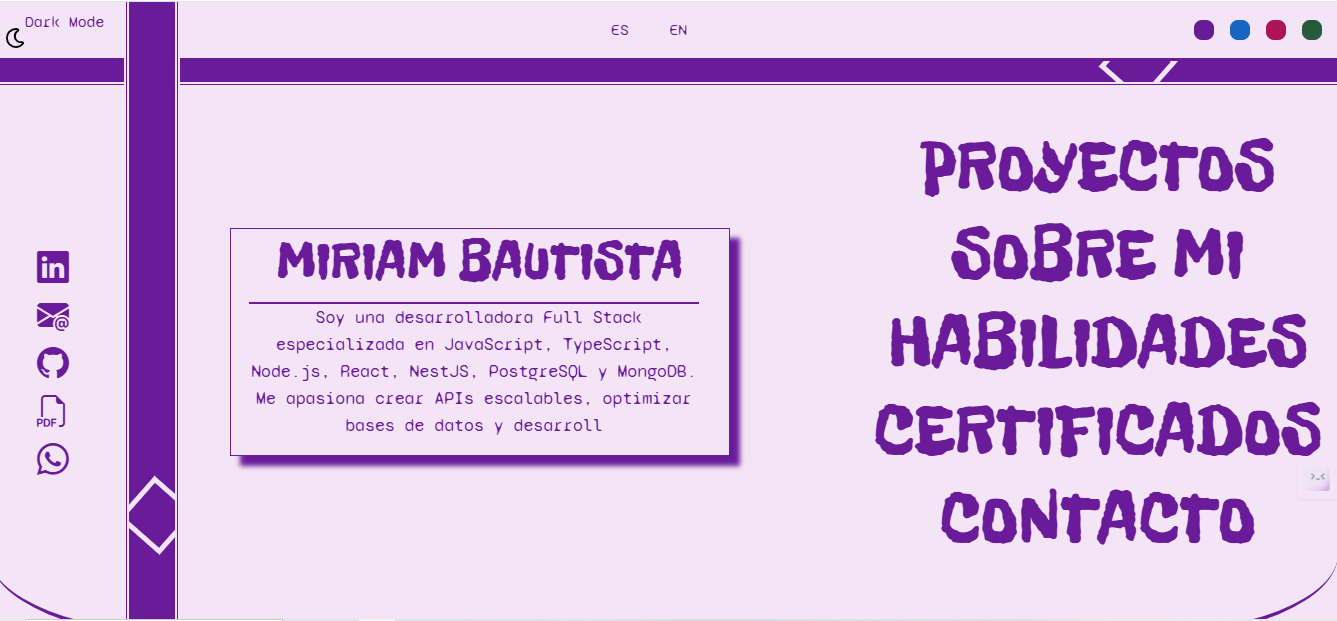 Dark Mode
ES EN
PROYECTOS
SOBRE MI
HABILIDADES
CERTIFICADOS
CONTACTO
MIRIAM BAUTISTA
Soy una desarrolladora Full Stack
especializada en JavaScript, TypeScript,
Node.js, React, NestJS, PostgreSQL y MongoDB.
Me apasiona crear APIs escalables, optimizar
bases de datos y desarroll
in
@
PDF